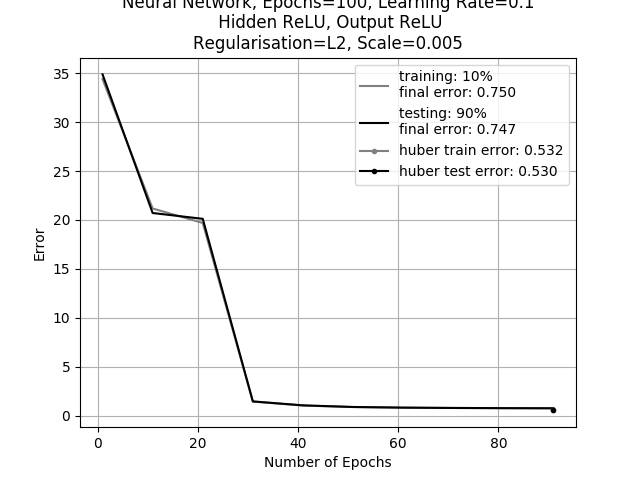 Neural Network, Epochs=100, Learning Rate=0.1
Hidden ReLU, Output ReLU
Regularisation=L2, Scale=0.005
training: 10%
final error: 0.750
testing: 90%
final error: 0.747
huber train error: 0.532
huber test error: 0.530
35
30
25
20
15
10
5
0
Error
0 20 40 60 80
Number of Epochs